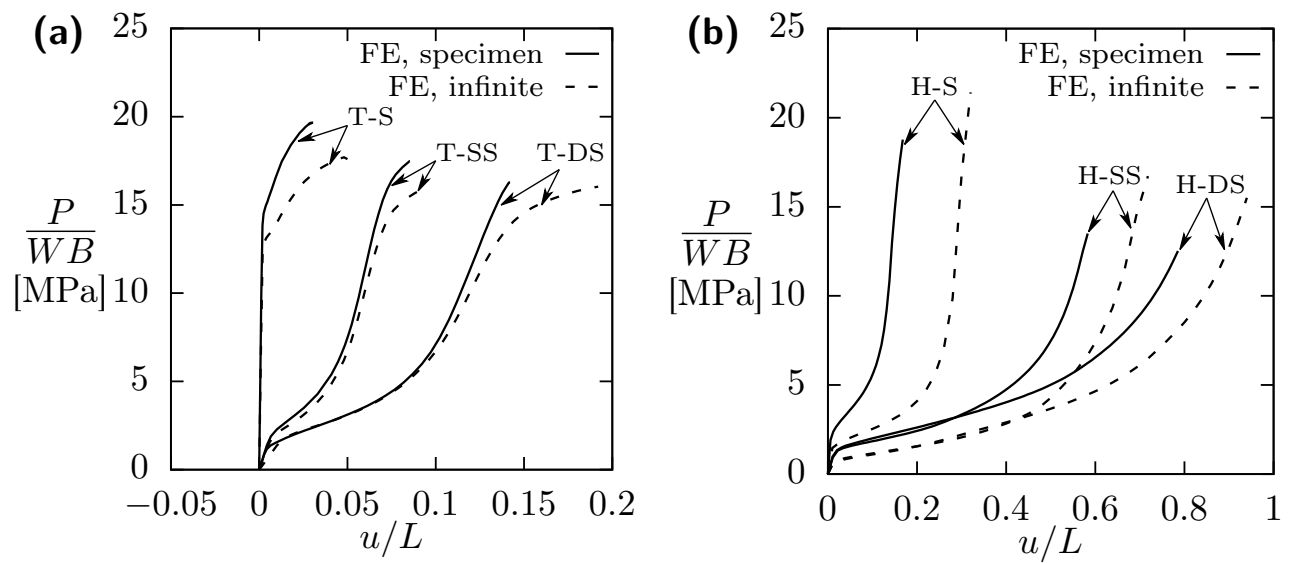 (a)
25
20
15
10
5
0
P
WB
[MPa]
FE, specimen
FE, infinite
T-S
T-SS
T-DS
−0.05
0
0.05
0.1
0.15
0.2
u/L
(b)
25
20
15
10
5
0
P
WB
[MPa]
FE, specimen
FE, infinite
H-S
H-SS
H-DS
0
0.2
0.4
0.6
0.8
1
u/L